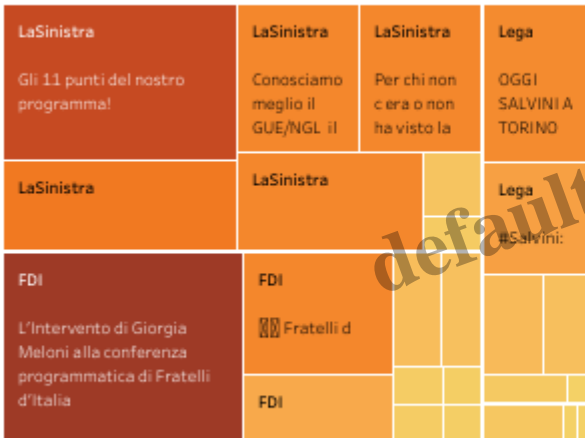 LaSinistra
Gli 11 punti del nostro
programma!
LaSinistra
Conosciamo
meglio il
GUE/NGL il
LaSinistra
Per chi non
c era o non
ha visto la
Lega
OGGI
SALVINI A
TORINO
LaSinistra
LaSinistra
Lega
#Salvini:
default
FDI
L'Intervento di Giorgia
Meloni alla conferenza
programmatica di Fratelli
d'Italia
FDI
Fratelli d
FDI